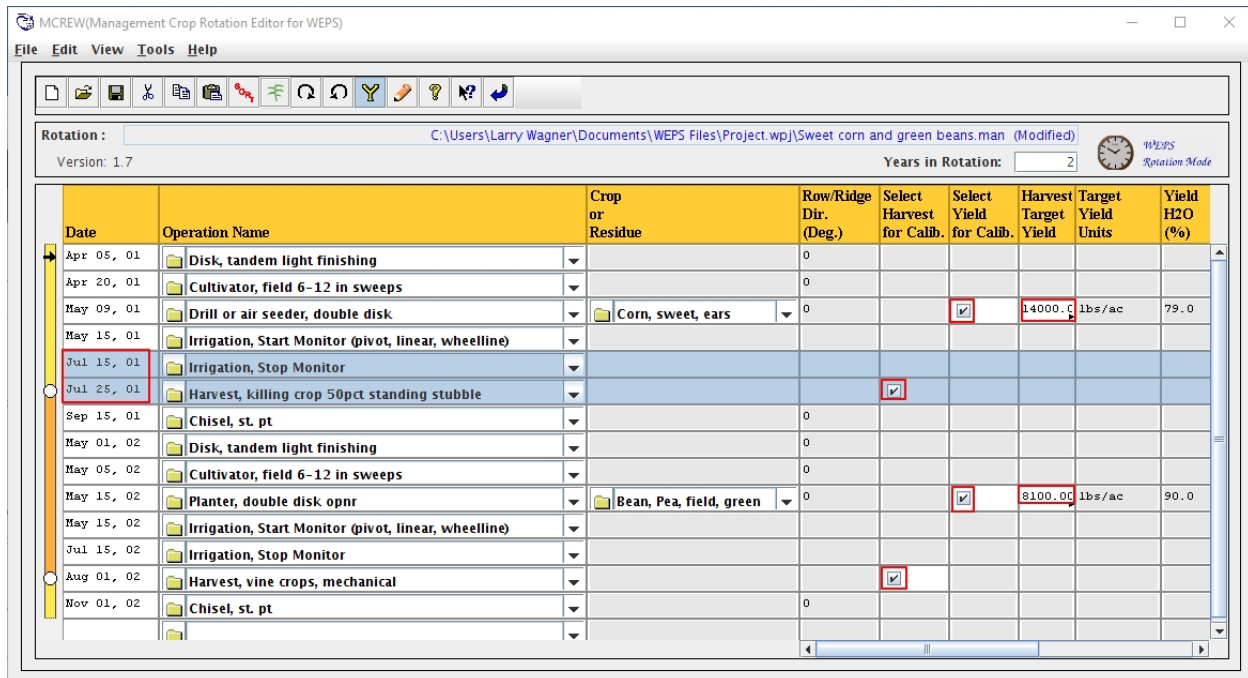 MCREW(Management Crop Rotation Editor for WEPS)
File Edit View Tools Help
SORT
Rotation : C:\Users\Larry Wagner\Documents\WEPS Files\Project.wpj\Sweet corn and green beans.man (Modified)
Version: 1.7 Years in Rotation: 2
WEPS
Rotation Mode
Date Operation Name Crop or Residue Row/Ridge Dir. (Deg.) Select Harvest for Calib. Select Yield for Calib. Harvest Target Yield Target Yield Units Yield H2O (%)
Apr 05, 01 Disk, tandem light finishing 0
Apr 20, 01 Cultivator, field 6-12 in sweeps 0
May 09, 01 Drill or air seeder, double disk Corn, sweet, ears 0 14000.0 lbs/ac 79.0
May 15, 01 Irrigation, Start Monitor (pivot, linear, wheelline)
Jul 15, 01 Irrigation, Stop Monitor
Jul 25, 01 Harvest, killing crop 50pct standing stubble
Sep 15, 01 Chisel, st. pt 0
May 01, 02 Disk, tandem light finishing 0
May 05, 02 Cultivator, field 6-12 in sweeps 0
May 15, 02 Planter, double disk opnr Bean, Pea, field, green 0 8100.00 lbs/ac 90.0
May 15, 02 Irrigation, Start Monitor (pivot, linear, wheelline)
Jul 15, 02 Irrigation, Stop Monitor
Aug 01, 02 Harvest, vine crops, mechanical
Nov 01, 02 Chisel, st. pt 0